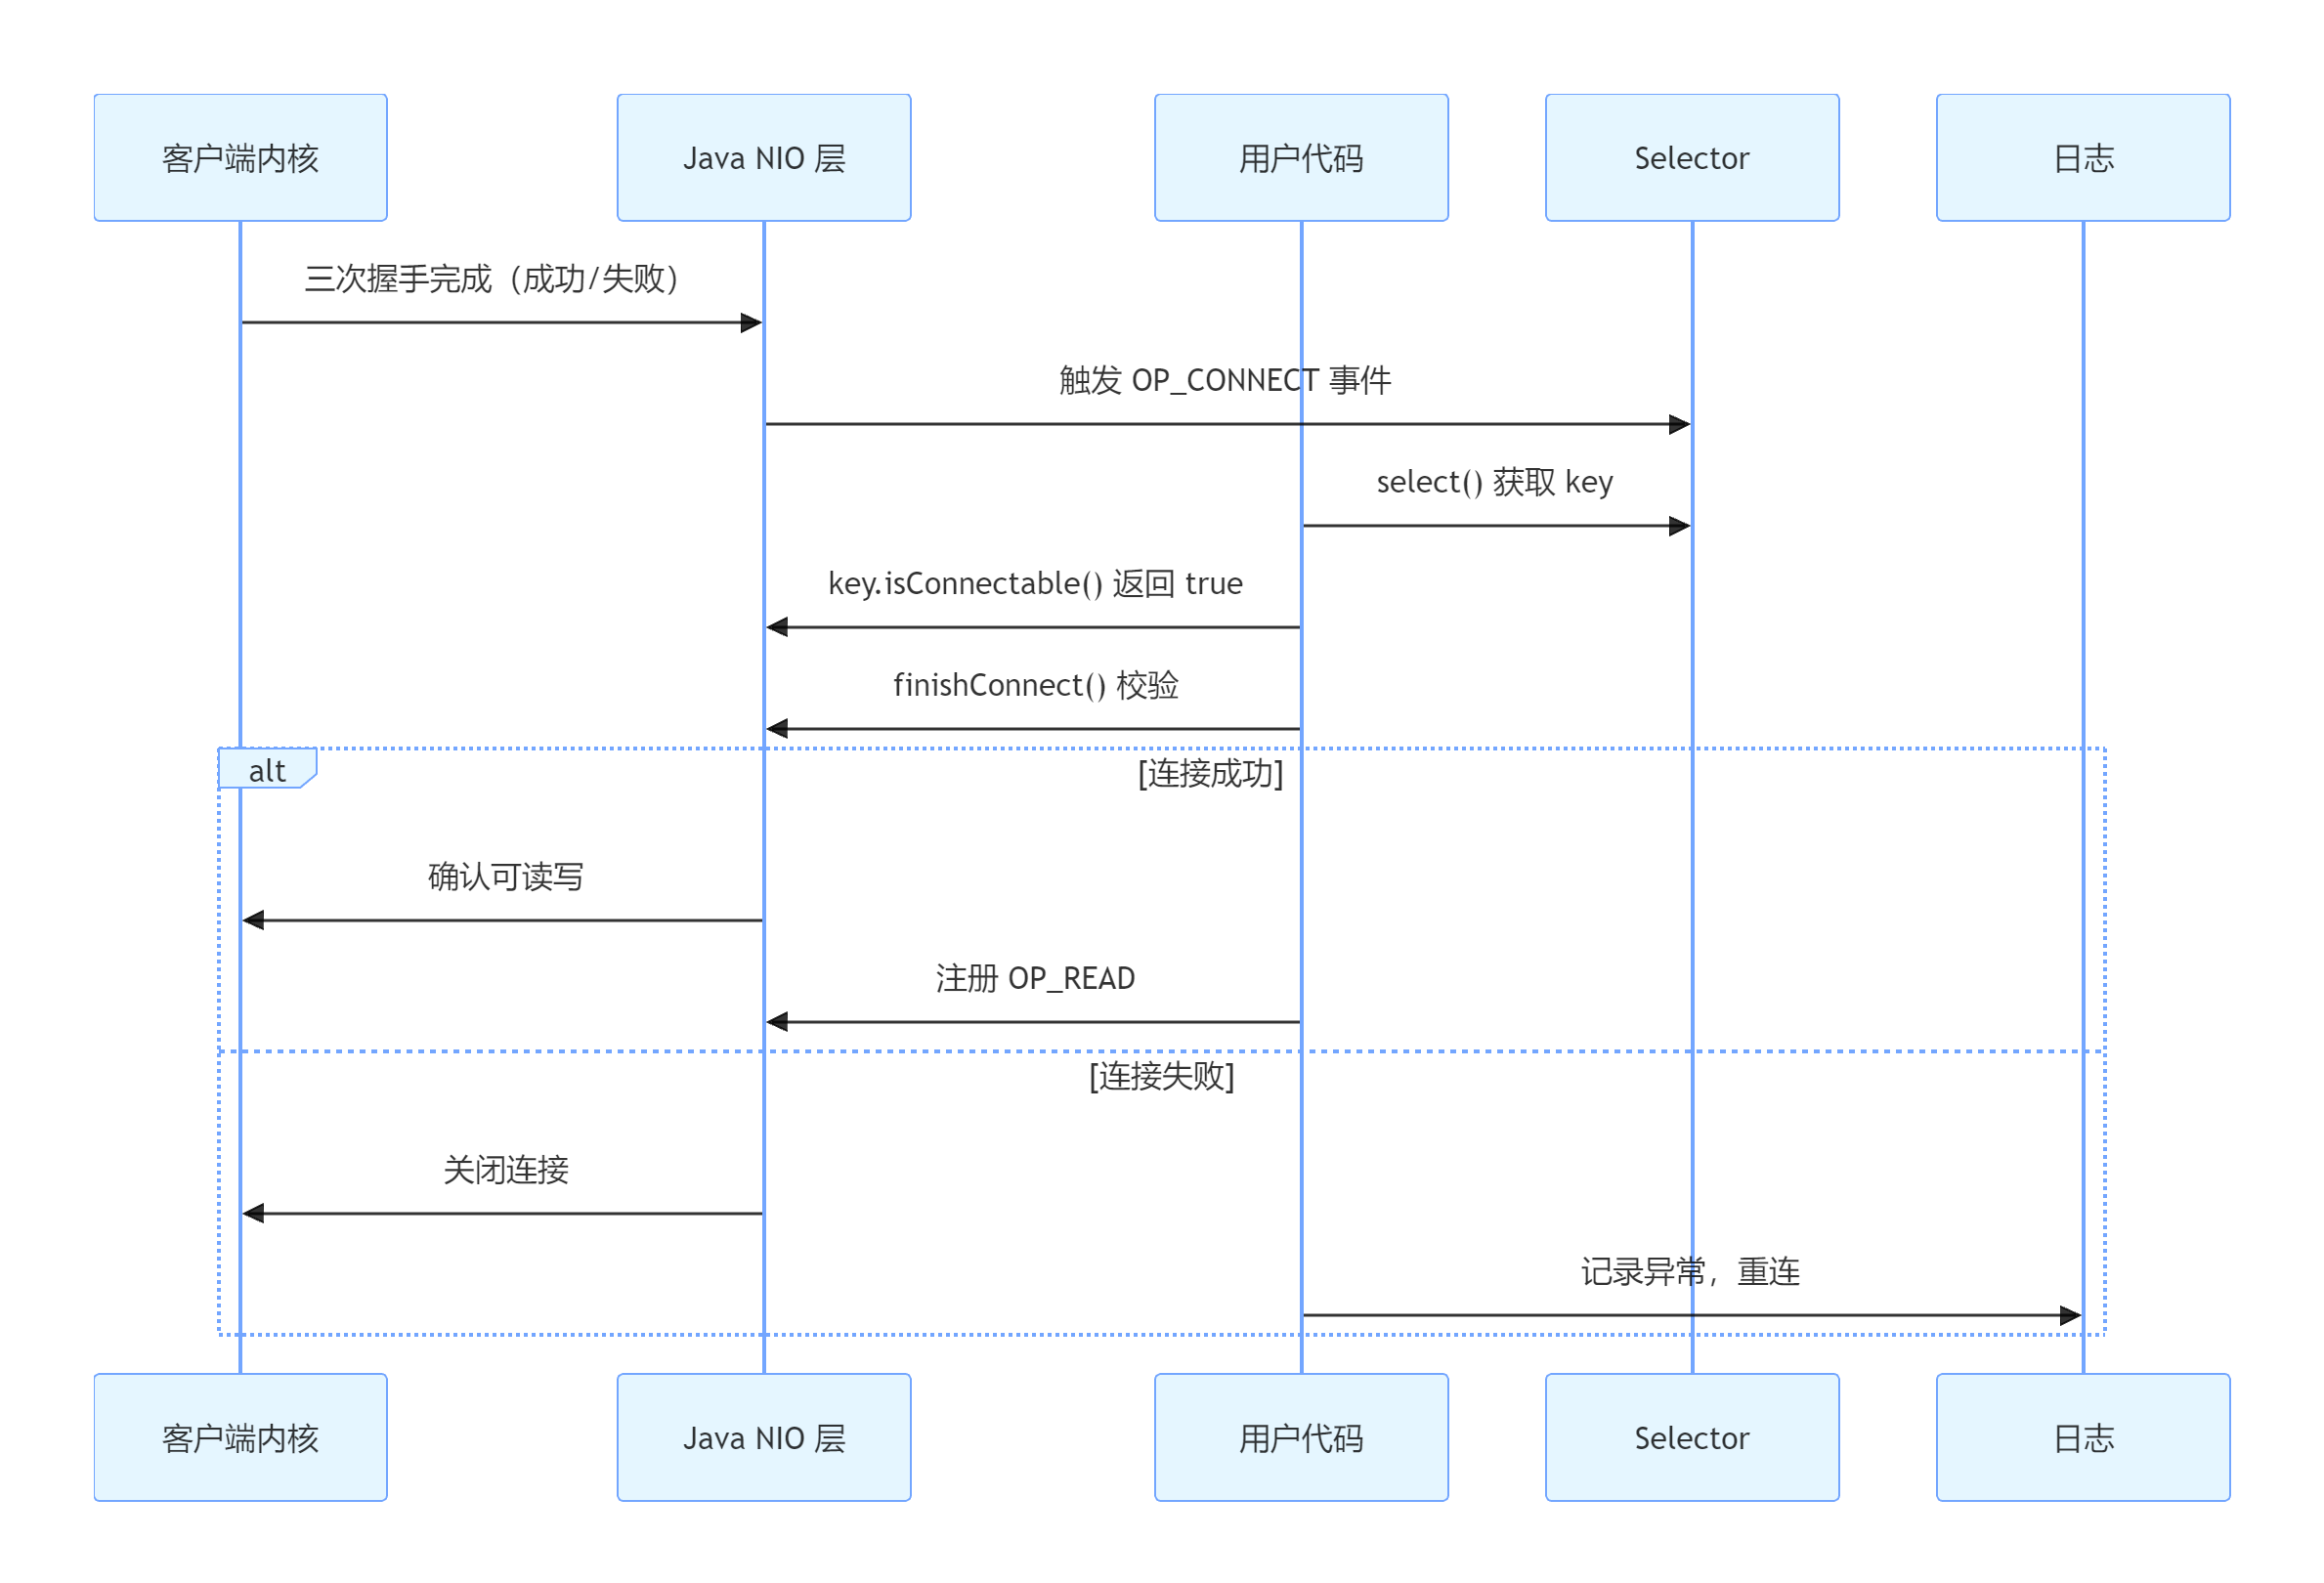 客户端内核
Java NIO 层
用户代码
Selector
日志
三次握手完成（成功/失败）
触发 OP_CONNECT 事件
select() 获取 key
key.isConnectable() 返回 true
finishConnect() 校验
alt
[连接成功]
确认可读写
注册 OP_READ
[连接失败]
关闭连接
记录异常，重连
客户端内核
Java NIO 层
用户代码
Selector
日志